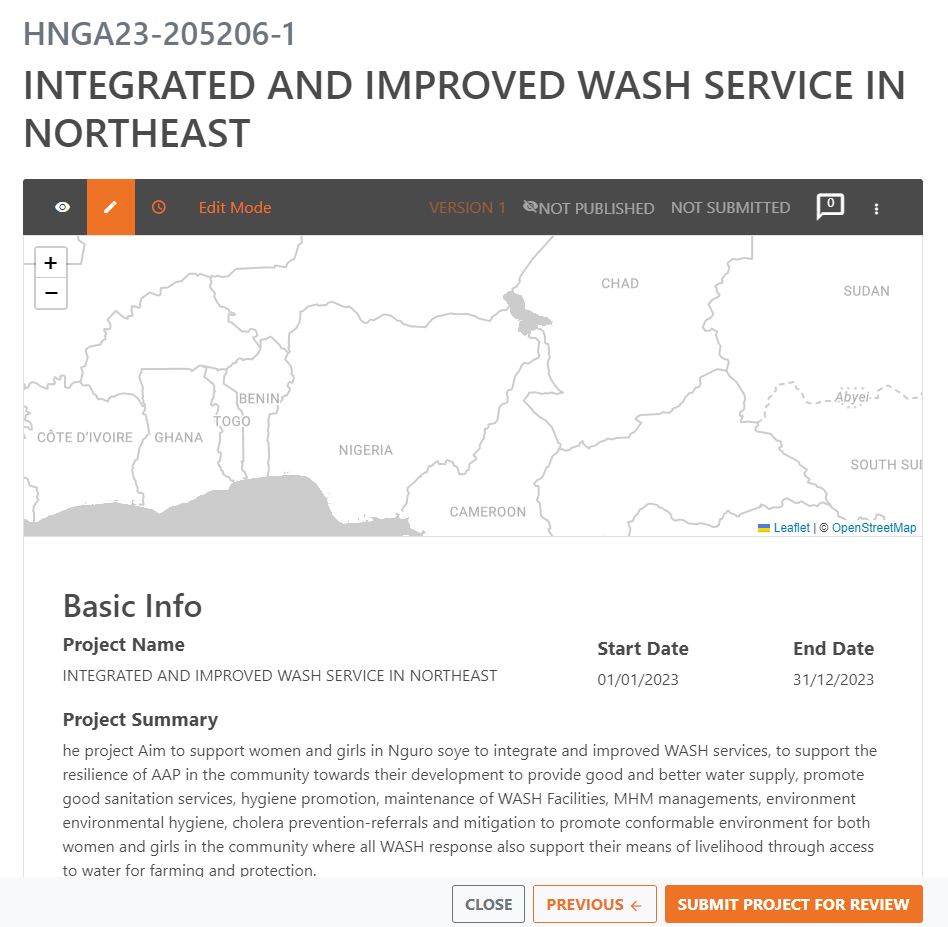 HNGA23-205206-1
INTEGRATED AND IMPROVED WASH SERVICE IN
NORTHEAST
Edit Mode
VERSION 1
NOT PUBLISHED
NOT SUBMITTED
0
+
−
CHAD
SUDAN
BENIN
Abyei
TOGO
CÔTE D'IVOIRE
GHANA
NIGERIA
SOUTH SU
CAMEROON
Leaflet | © OpenStreetMap
Basic Info
Project Name
Start Date
End Date
INTEGRATED AND IMPROVED WASH SERVICE IN NORTHEAST
01/01/2023
31/12/2023
Project Summary
he project Aim to support women and girls in Nguro soye to integrate and improved WASH services, to support the
resilience of AAP in the community towards their development to provide good and better water supply, promote
good sanitation services, hygiene promotion, maintenance of WASH Facilities, MHM managements, environment
environmental hygiene, cholera prevention-referrals and mitigation to promote conformable environment for both
women and girls in the community where all WASH response also support their means of livelihood through access
to water for farming and protection.
CLOSE
PREVIOUS ←
SUBMIT PROJECT FOR REVIEW